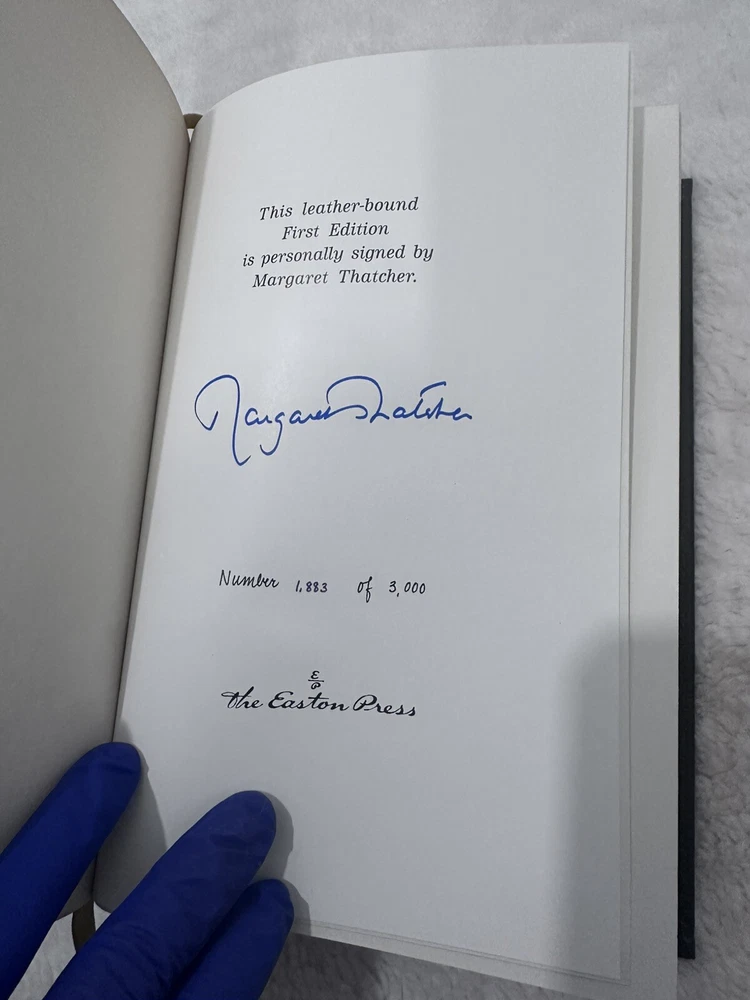 This leather-bound
First Edition
is personally signed by
Margaret Thatcher.
Margaret Thatcher
Number 1,883 of 3,000
E
P
The Easton Press